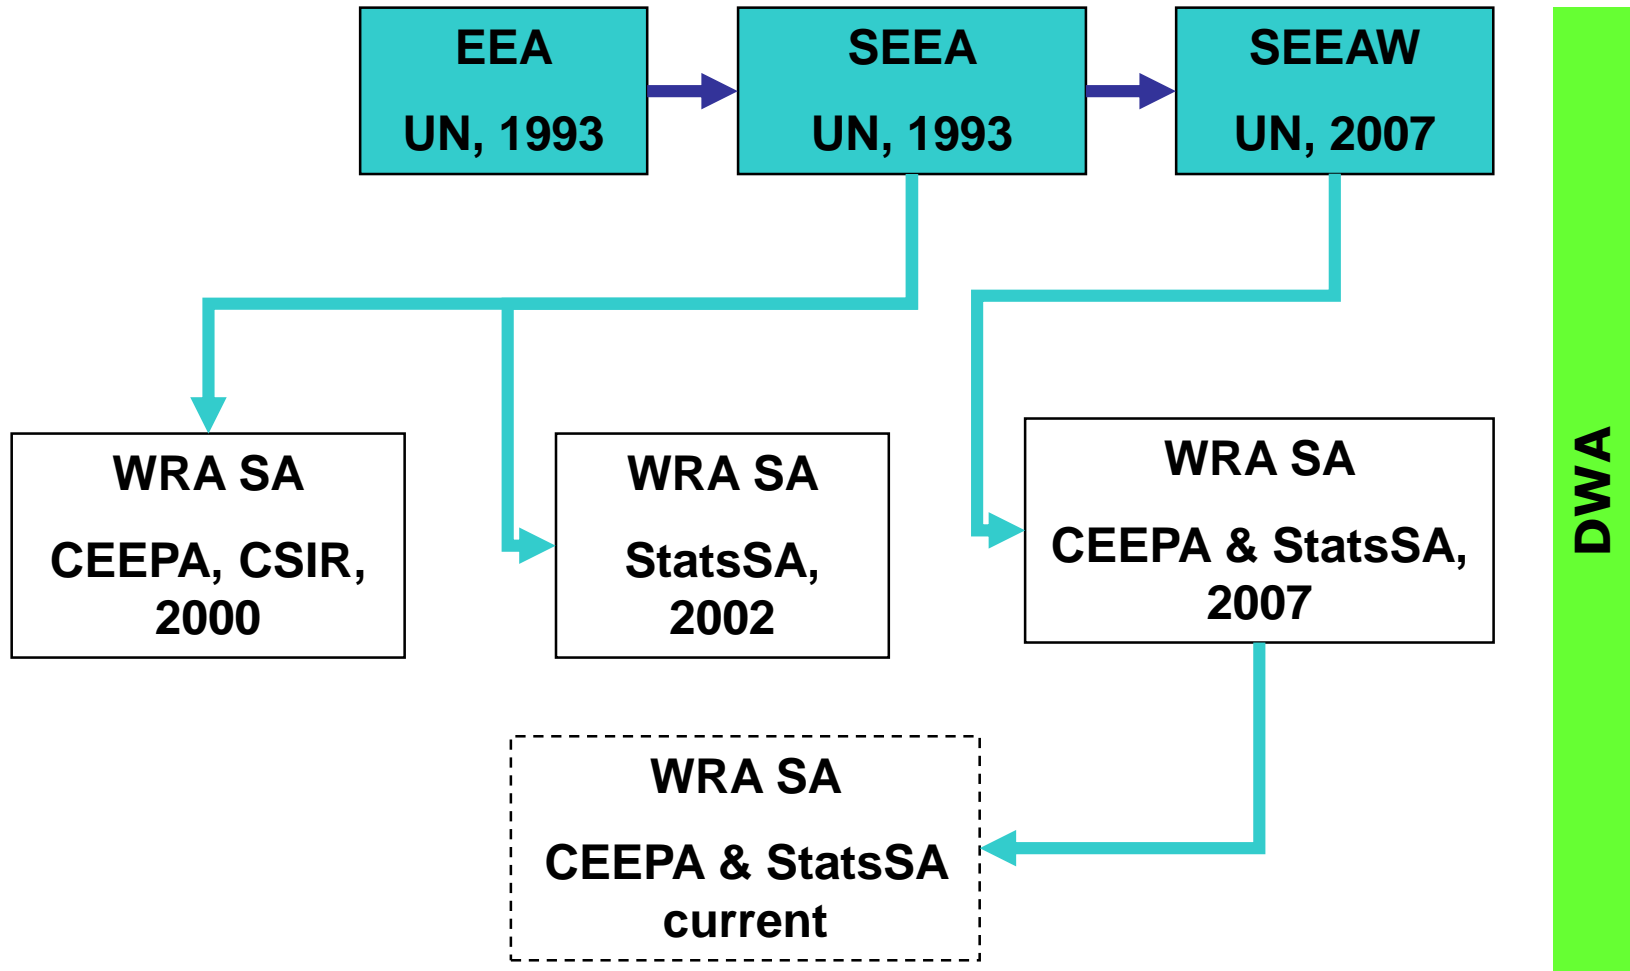 EEA
UN, 1993
SEEA
UN, 1993
SEEAW
UN, 2007
WRA SA
CEEPA, CSIR,
2000
WRA SA
StatsSA,
2002
WRA SA
CEEPA & StatsSA,
2007
WRA SA
CEEPA & StatsSA
current
DWA